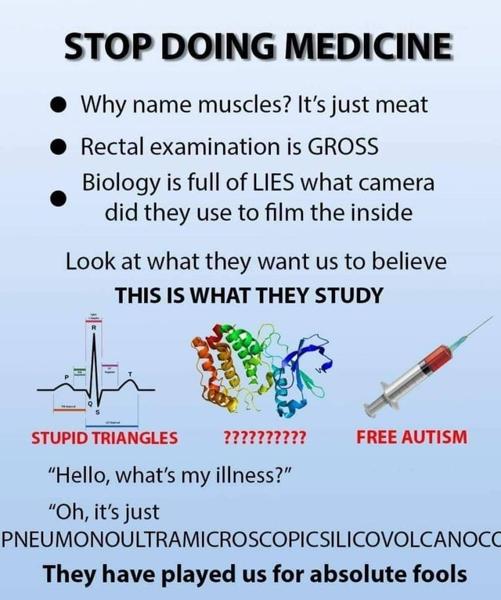 STOP DOING MEDICINE
● Why name muscles? It's just meat
● Rectal examination is GROSS
● Biology is full of LIES what camera
did they use to film the inside
Look at what they want us to believe
THIS IS WHAT THEY STUDY
R
P
T
Q
S
STUPID TRIANGLES
??????????
FREE AUTISM
“Hello, what's my illness?”
“Oh, it's just
PNEUMONOULTRAMICROSCOPICSILICOVOLCANOCO
They have played us for absolute fools